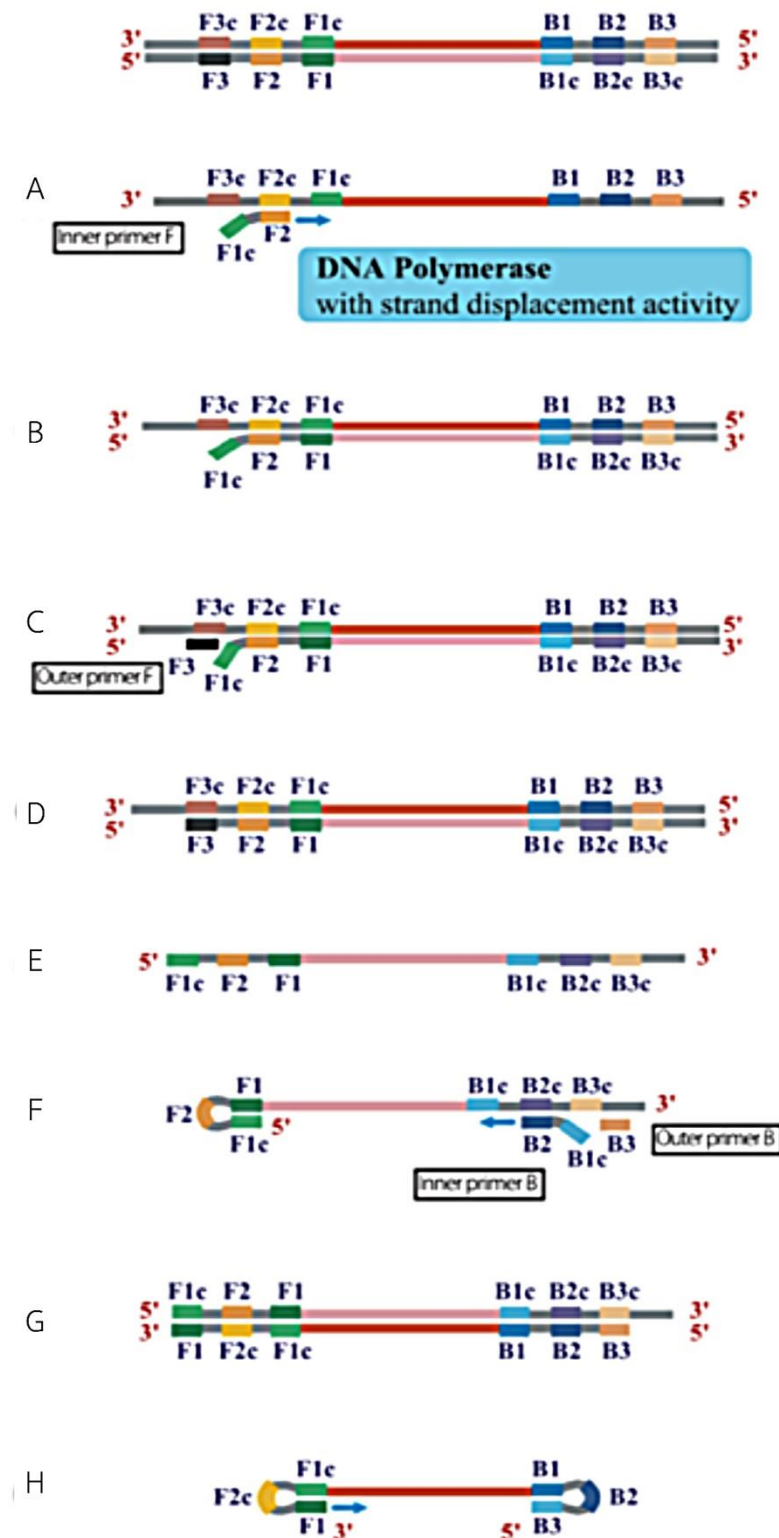 F3c F2c F1c B1 B2 B3
3' 5'
5' 3'
F3 F2 F1 B1c B2c B3c
A
F3c F2c F1c B1 B2 B3
3' 5'
Inner primer F
F1c F2
DNA Polymerase
with strand displacement activity
B
F3c F2c F1c B1 B2 B3
3' 5'
5' 3'
F1c F2 F1 B1c B2c B3c
C
F3c F2c F1c B1 B2 B3
3' 5'
5' 3'
Outer primer F
F3 F1c F2 F1 B1c B2c B3c
D
F3c F2c F1c B1 B2 B3
3' 5'
5' 3'
F3 F2 F1 B1c B2c B3c
E
5' 3'
F1c F2 F1 B1c B2c B3c
F
F1 B1c B2c B3c
F2 3'
F1c 5' B2 B1c B3
Outer primer B
Inner primer B
G
F1c F2 F1 B1c B2c B3c
5' 3'
3' 5'
F1 F2c F1c B1 B2 B3
H
F1c B1
F2c B2
F1 3' 5' B3